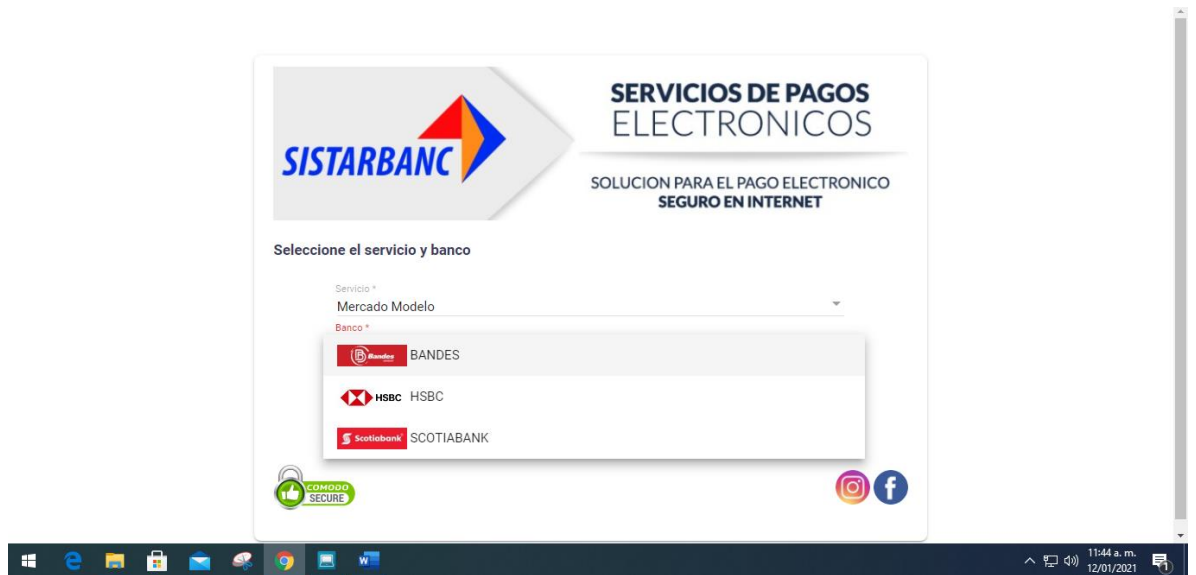 SISTARBANC
SERVICIOS DE PAGOS
ELECTRONICOS
SOLUCION PARA EL PAGO ELECTRONICO
SEGURO EN INTERNET
Seleccione el servicio y banco
Servicio *
Mercado Modelo
Banco *
Bandes BANDES
HSBC HSBC
Scotiabank SCOTIABANK
COMODO
SECURE
11:44 a. m.
12/01/2021